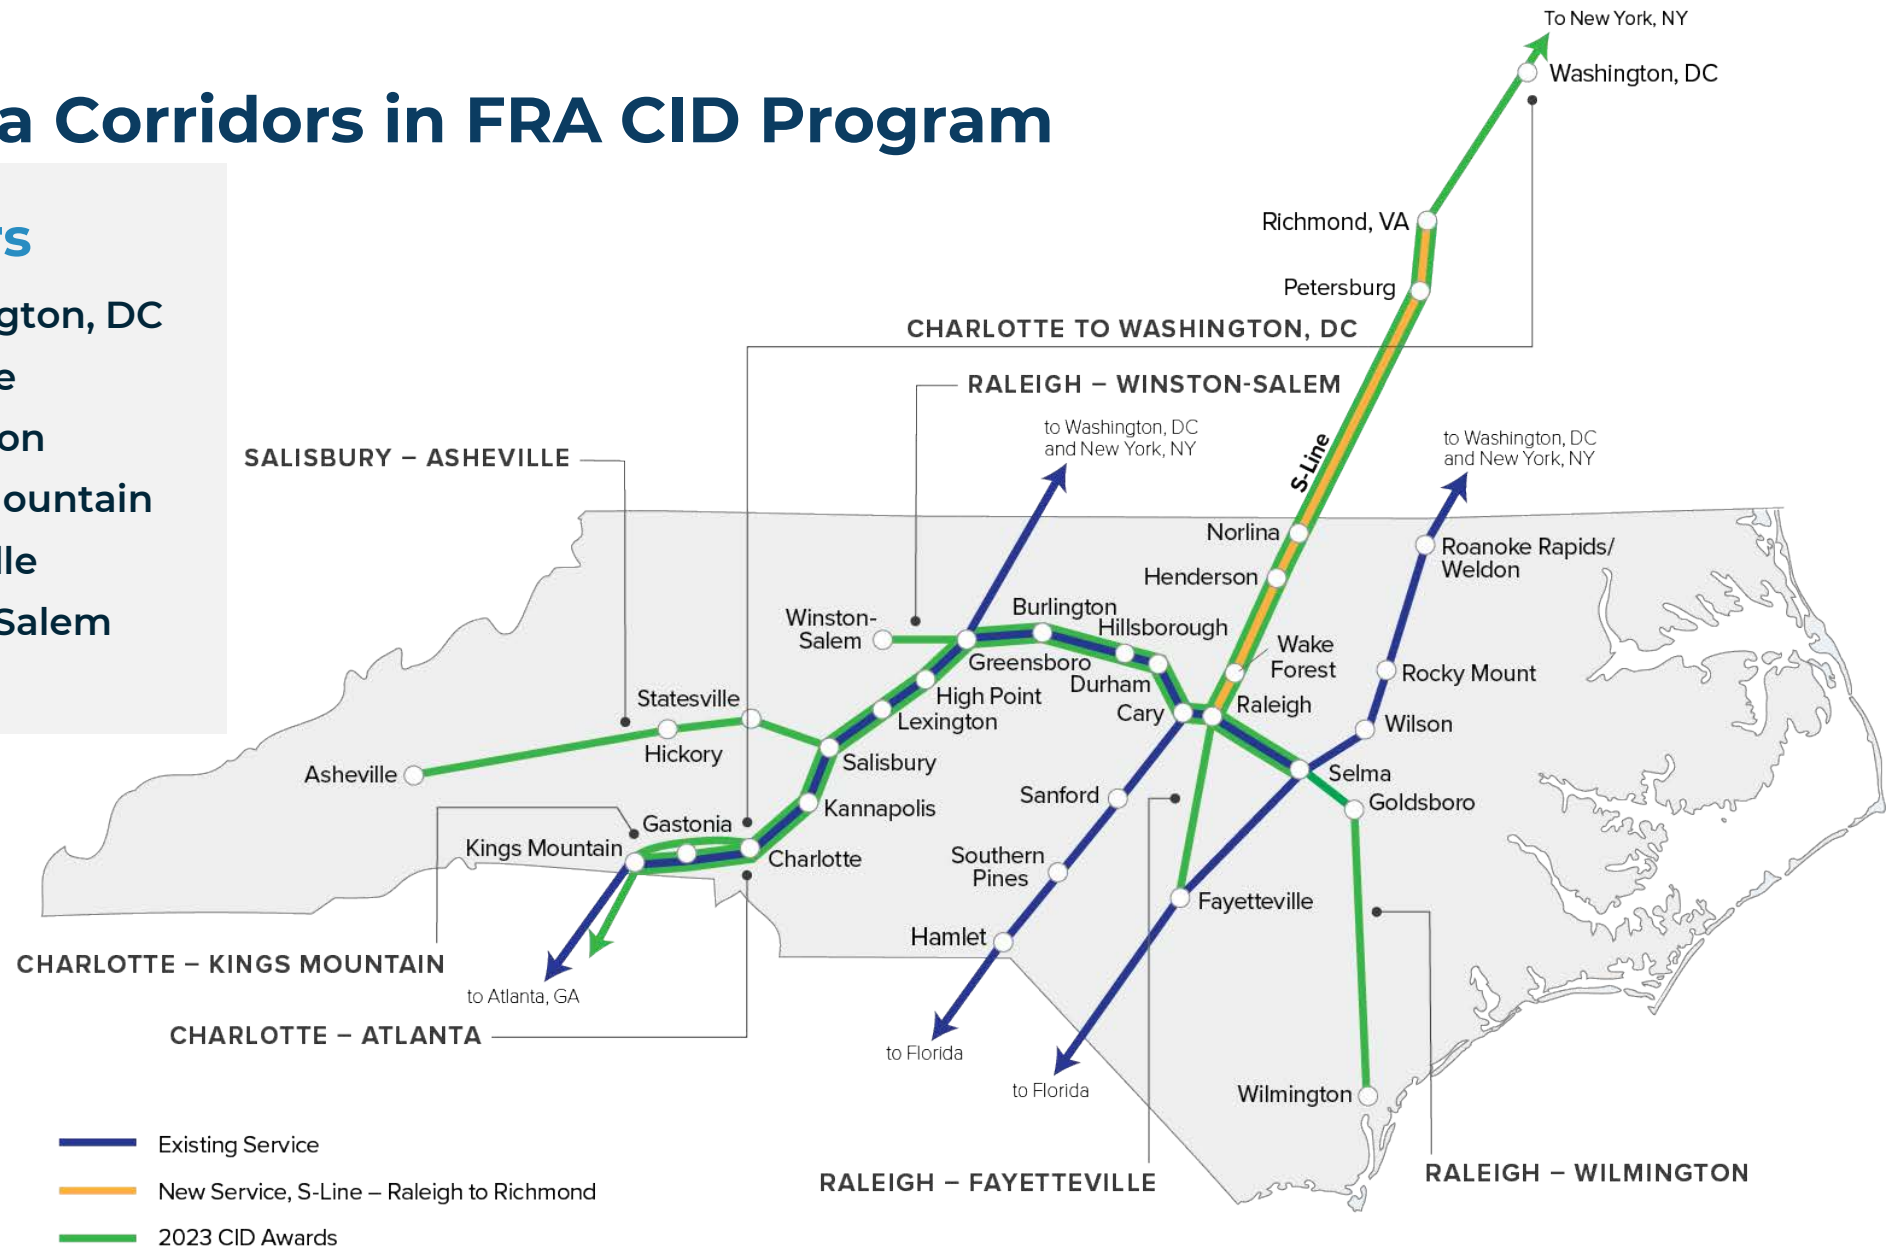 a Corridors in FRA CID Program
rs
gton, DC
e
on
ountain
lle
Salem
To New York, NY
Washington, DC
Richmond, VA
Petersburg
CHARLOTTE TO WASHINGTON, DC
RALEIGH – WINSTON-SALEM
to Washington, DC
and New York, NY
to Washington, DC
and New York, NY
SALISBURY – ASHEVILLE
S-Line
Norlina
Roanoke Rapids/
Weldon
Henderson
Burlington
Winston-
Salem
Hillsborough
Wake
Forest
Greensboro
Durham
Rocky Mount
High Point
Statesville
Cary
Raleigh
Lexington
Wilson
Hickory
Salisbury
Asheville
Selma
Sanford
Goldsboro
Kannapolis
Gastonia
Kings Mountain
Charlotte
Southern
Pines
Fayetteville
Hamlet
CHARLOTTE – KINGS MOUNTAIN
to Atlanta, GA
CHARLOTTE – ATLANTA
to Florida
to Florida
Wilmington
RALEIGH – FAYETTEVILLE
RALEIGH – WILMINGTON
Existing Service
New Service, S-Line – Raleigh to Richmond
2023 CID Awards